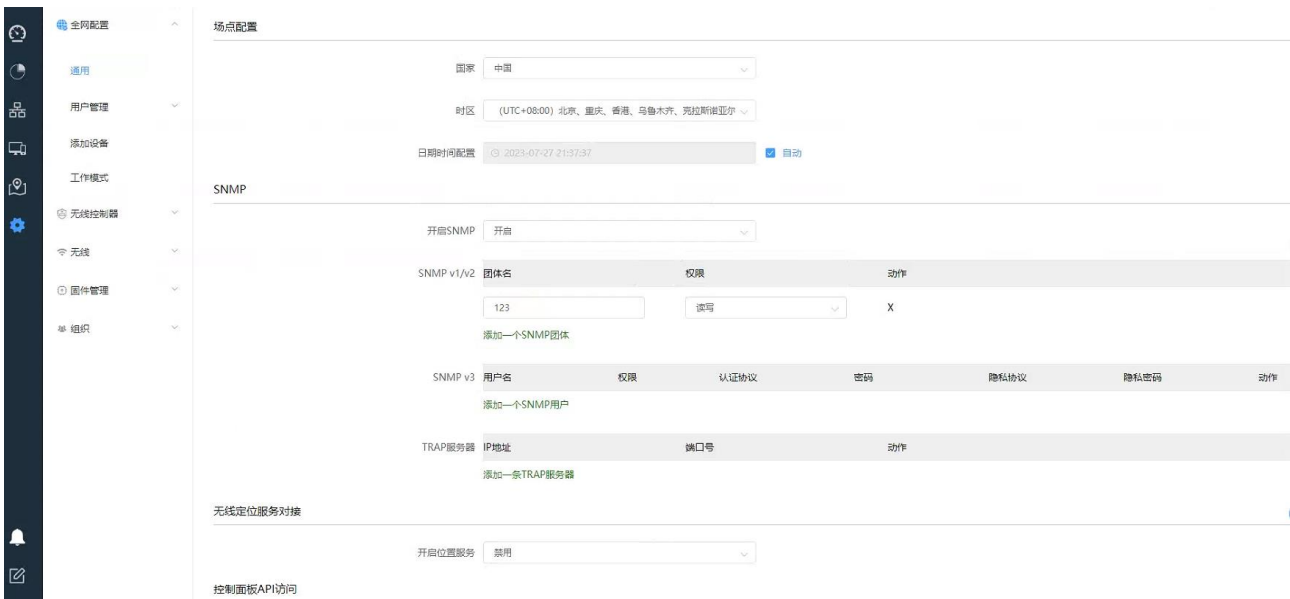 全网配置
通用
用户管理
添加设备
工作模式
无线控制器
无线
固件管理
组织
场点配置
国家 中国
时区 (UTC+08:00) 北京、重庆、香港、乌鲁木齐、克拉斯诺亚尔
日期时间配置 2023-07-27 21:37:37 自动
SNMP
开启SNMP 开启
SNMP v1/v2 团体名 权限 动作
123 读写 X
添加一个SNMP团体
SNMP v3 用户名 权限 认证协议 密码 隐私协议 隐私密码 动作
添加一个SNMP用户
TRAP服务器 IP地址 端口号 动作
添加一条TRAP服务器
无线定位服务对接
开启位置服务 禁用
控制面板API访问